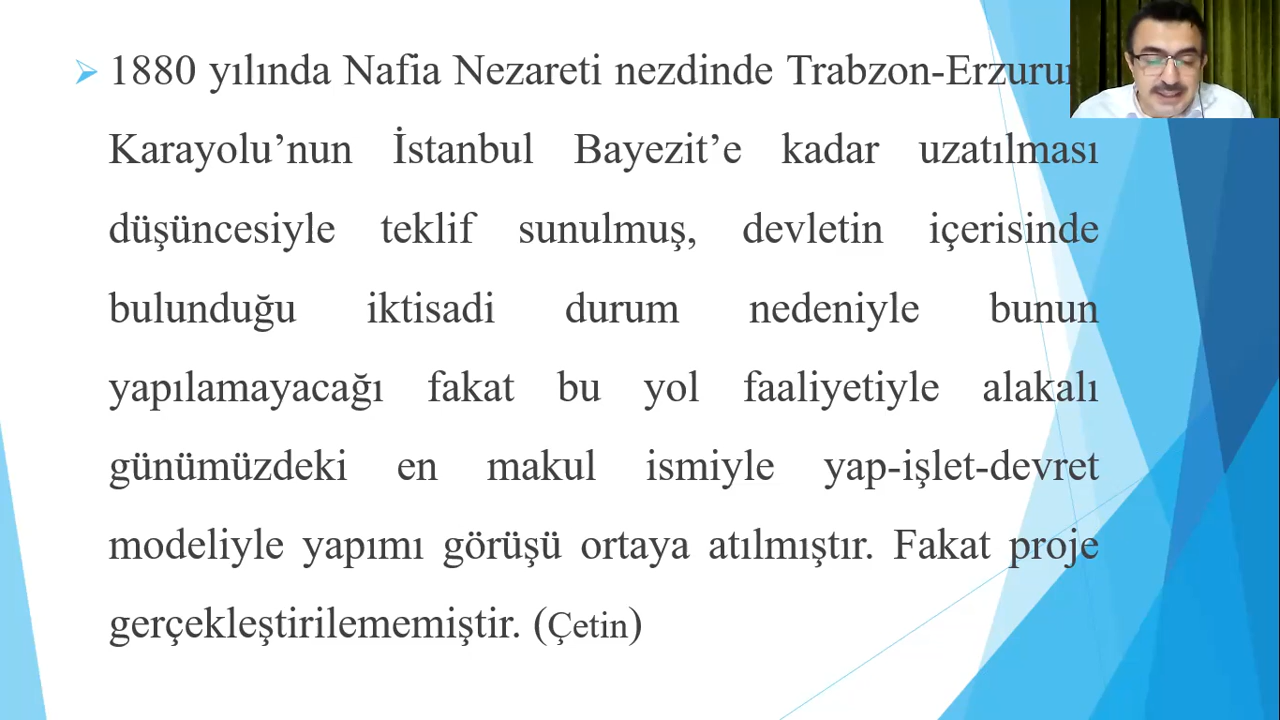 1880 yılında Nafia Nezareti nezdinde Trabzon-Erzurum
Karayolu’nun İstanbul Bayezit’e kadar uzatılması
düşüncesiyle teklif sunulmuş, devletin içerisinde
bulunduğu iktisadi durum nedeniyle bunun
yapılamayacağı fakat bu yol faaliyetiyle alakalı
günümüzdeki en makul ismiyle yap-işlet-devret
modeliyle yapımı görüşü ortaya atılmıştır. Fakat proje
gerçekleştirilememiştir. (Çetin)